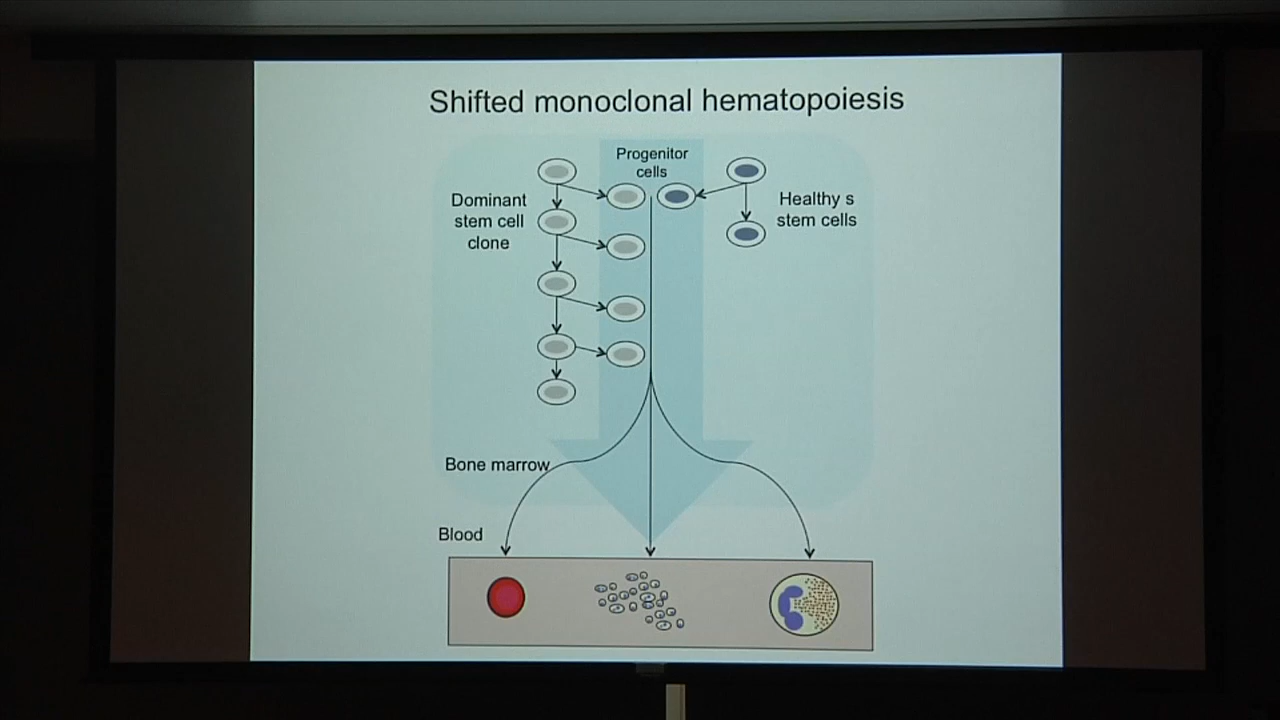 Shifted monoclonal hematopoiesis
Progenitor
cells
Dominant
stem cell
clone
Healthy s
stem cells
Bone marrow
Blood